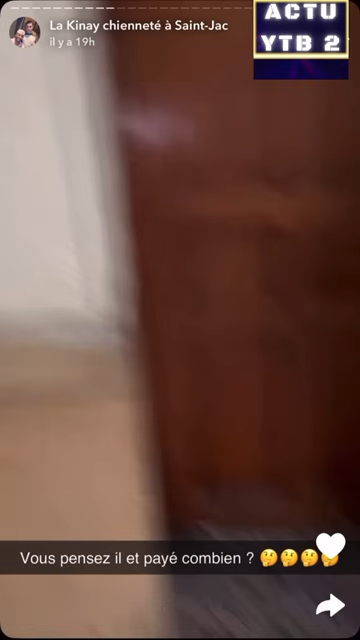 ACTU
YTB 2
La Kinay chienneté à Saint-Jac
il y a 19h
Vous pensez il et payé combien ? 🤔🤔🤔🤔